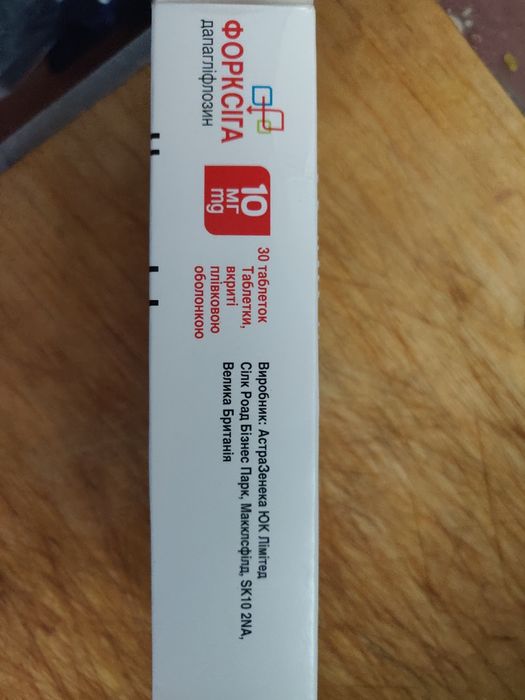 ФОРКСІГА
дапагліфлозин
10
мг
mg
30 таблеток
Таблетки,
вкриті
плівковою
оболонкою
Виробник: АстраЗенека ЮК Лімітед
Сілк Роад Бізнес Парк, Макклсфілд, SK10 2NA,
Велика Британія